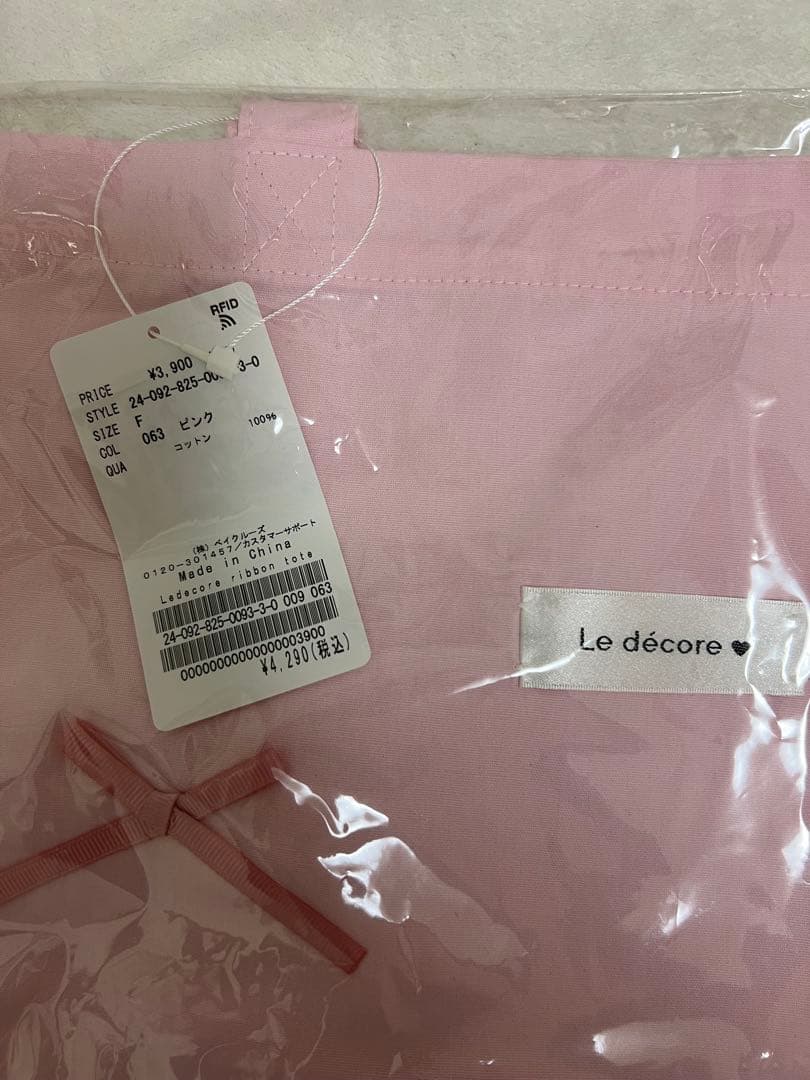 RFID
PRICE ¥3,900
STYLE 24-092-825-0093-3-0
SIZE F
COL 063 ピンク
QUA コットン 100%
(株)ベイクルーズ
0120-301457/カスタマーサポート
Made in China
Ledecore ribbon tote
24-092-825-0093-3-0 009 063
00000000000000003900
¥4,290(税込)
Le décore ♥